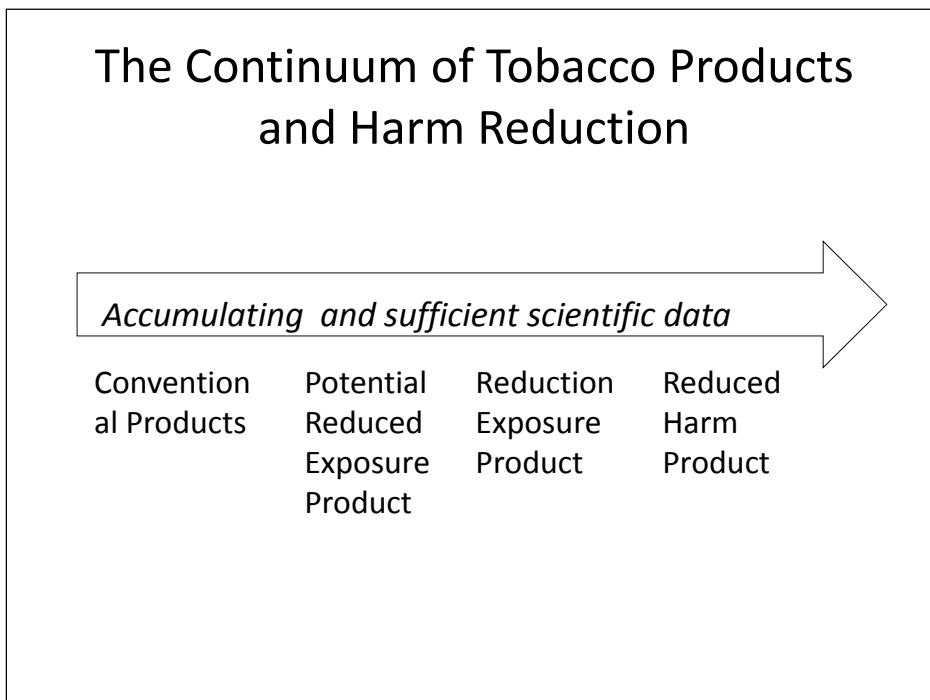 The Continuum of Tobacco Products
and Harm Reduction
Accumulating  and sufficient scientific data
Convention
al Products
Potential
Reduced
Exposure
Product
Reduction
Exposure
Product
Reduced
Harm
Product